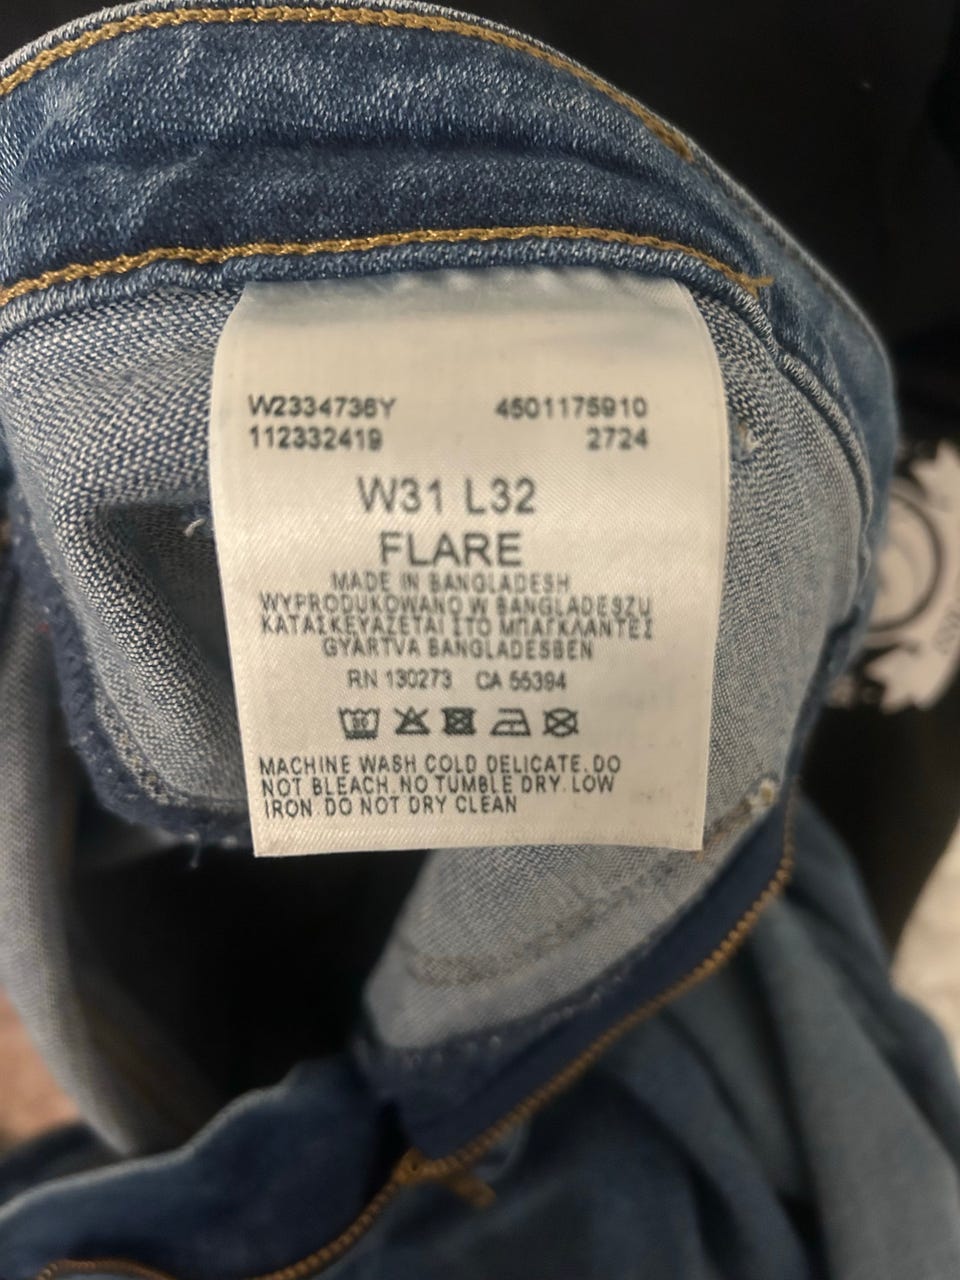 W2334736Y 4501175910
112332419 2724
W31 L32
FLARE
MADE IN BANGLADESH
WYPRODUKOWANO W BANGLADESZU
ΚΑΤΑΣΚΕΥΑΖΕΤΑΙ ΣΤΟ ΜΠΑΓΚΛΑΝΤΕΣ
GYÁRTVA BANGLADESBEN
RN 130273 CA 55394
MACHINE WASH COLD DELICATE. DO
NOT BLEACH. NO TUMBLE DRY. LOW
IRON. DO NOT DRY CLEAN